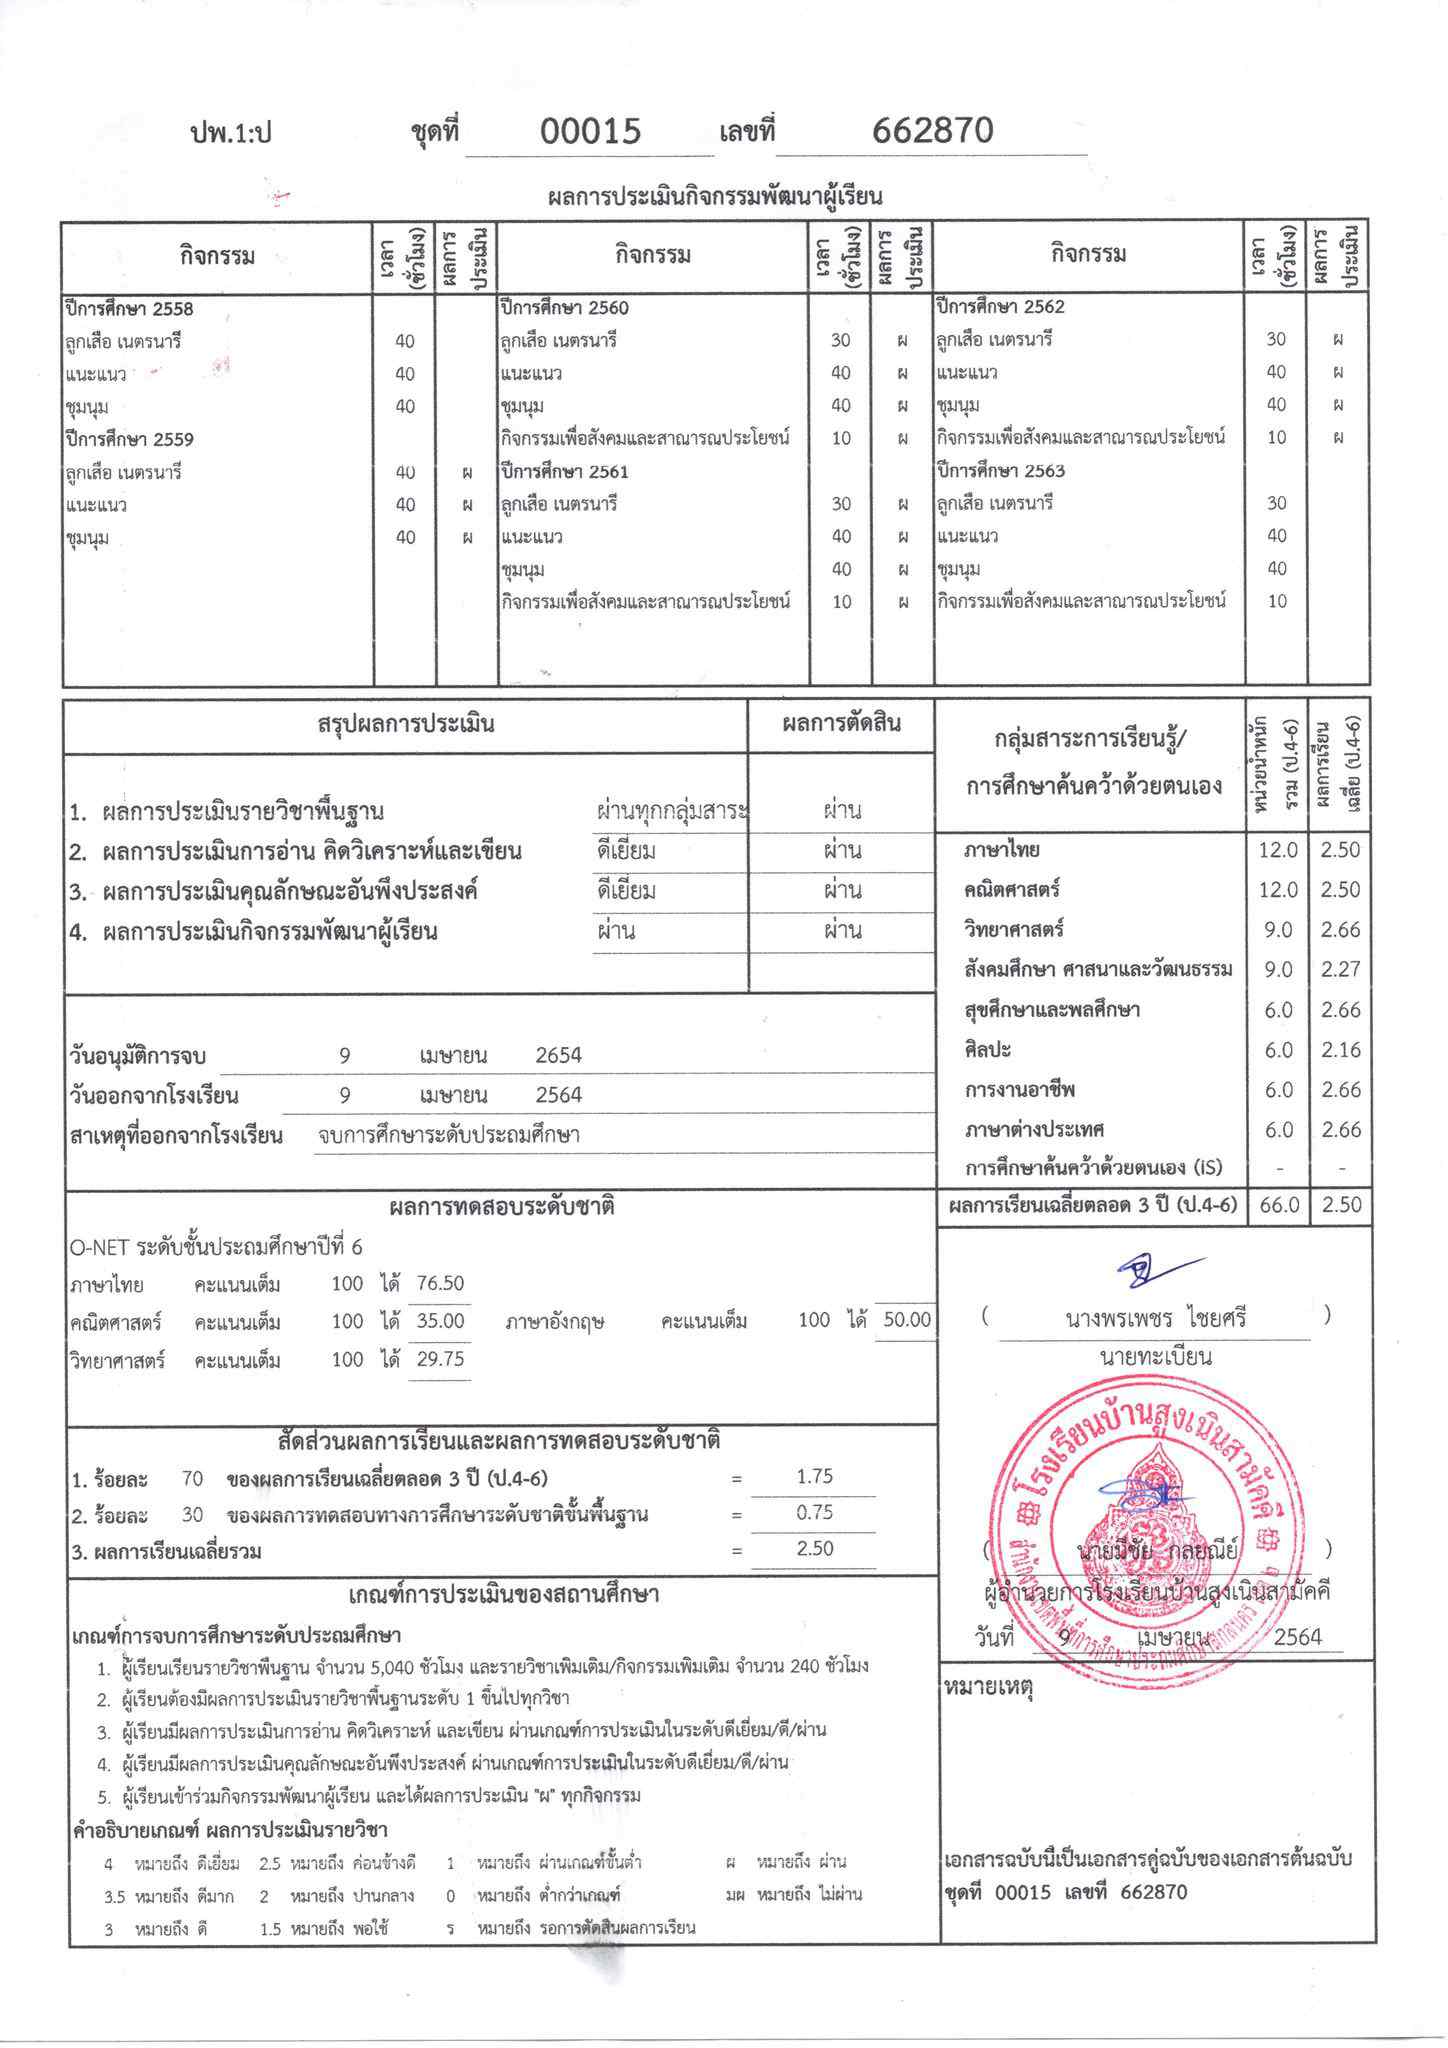 ปพ.1:ป ชุดที่ 00015 เลขที่ 662870
ผลการประเมินกิจกรรมพัฒนาผู้เรียน
กิจกรรม เวลา (ชั่วโมง) ผลการประเมิน กิจกรรม เวลา (ชั่วโมง) ผลการประเมิน กิจกรรม เวลา (ชั่วโมง) ผลการประเมิน
ปีการศึกษา 2558 ปีการศึกษา 2560 ปีการศึกษา 2562
ลูกเสือ เนตรนารี 40 ลูกเสือ เนตรนารี 30 ผ ลูกเสือ เนตรนารี 30 ผ
แนะแนว 40 แนะแนว 40 ผ แนะแนว 40 ผ
ชุมนุม 40 ชุมนุม 40 ผ ชุมนุม 40 ผ
ปีการศึกษา 2559 กิจกรรมเพื่อสังคมและสาณารณประโยชน์ 10 ผ กิจกรรมเพื่อสังคมและสาณารณประโยชน์ 10 ผ
ลูกเสือ เนตรนารี 40 ผ ปีการศึกษา 2561 ปีการศึกษา 2563
แนะแนว 40 ผ ลูกเสือ เนตรนารี 30 ผ ลูกเสือ เนตรนารี 30
ชุมนุม 40 ผ แนะแนว 40 ผ แนะแนว 40
ชุมนุม 40 ผ ชุมนุม 40
กิจกรรมเพื่อสังคมและสาณารณประโยชน์ 10 ผ กิจกรรมเพื่อสังคมและสาณารณประโยชน์ 10
สรุปผลการประเมิน ผลการตัดสิน
1. ผลการประเมินรายวิชาพื้นฐาน ผ่านทุกกลุ่มสาระ ผ่าน
2. ผลการประเมินการอ่าน คิดวิเคราะห์และเขียน ดีเยี่ยม ผ่าน
3. ผลการประเมินคุณลักษณะอันพึงประสงค์ ดีเยี่ยม ผ่าน
4. ผลการประเมินกิจกรรมพัฒนาผู้เรียน ผ่าน ผ่าน
วันอนุมัติการจบ 9 เมษายน 2654
วันออกจากโรงเรียน 9 เมษายน 2564
สาเหตุที่ออกจากโรงเรียน จบการศึกษาระดับประถมศึกษา
กลุ่มสาระการเรียนรู้/
การศึกษาค้นคว้าด้วยตนเอง
หน่วยน้ำหนัก รวม (ป.4-6)
ผลการเรียน เฉลี่ย (ป.4-6)
ภาษาไทย 12.0 2.50
คณิตศาสตร์ 12.0 2.50
วิทยาศาสตร์ 9.0 2.66
สังคมศึกษา ศาสนาและวัฒนธรรม 9.0 2.27
สุขศึกษาและพลศึกษา 6.0 2.66
ศิลปะ 6.0 2.16
การงานอาชีพ 6.0 2.66
ภาษาต่างประเทศ 6.0 2.66
การศึกษาค้นคว้าด้วยตนเอง (iS) - -
ผลการเรียนเฉลี่ยตลอด 3 ปี (ป.4-6) 66.0 2.50
ผลการทดสอบระดับชาติ
O-NET ระดับชั้นประถมศึกษาปีที่ 6
ภาษาไทย คะแนนเต็ม 100 ได้ 76.50
คณิตศาสตร์ คะแนนเต็ม 100 ได้ 35.00 ภาษาอังกฤษ คะแนนเต็ม 100 ได้ 50.00
วิทยาศาสตร์ คะแนนเต็ม 100 ได้ 29.75
สัดส่วนผลการเรียนและผลการทดสอบระดับชาติ
1. ร้อยละ 70 ของผลการเรียนเฉลี่ยตลอด 3 ปี (ป.4-6) = 1.75
2. ร้อยละ 30 ของผลการทดสอบทางการศึกษาระดับชาติขั้นพื้นฐาน = 0.75
3. ผลการเรียนเฉลี่ยรวม = 2.50
เกณฑ์การประเมินของสถานศึกษา
เกณฑ์การจบการศึกษาระดับประถมศึกษา
1. ผู้เรียนเรียนรายวิชาพื้นฐาน จำนวน 5,040 ชั่วโมง และรายวิชาเพิ่มเติม/กิจกรรมเพิ่มเติม จำนวน 240 ชั่วโมง
2. ผู้เรียนต้องมีผลการประเมินรายวิชาพื้นฐานระดับ 1 ขึ้นไปทุกวิชา
3. ผู้เรียนมีผลการประเมินการอ่าน คิดวิเคราะห์ และเขียน ผ่านเกณฑ์การประเมินในระดับดีเยี่ยม/ดี/ผ่าน
4. ผู้เรียนมีผลการประเมินคุณลักษณะอันพึงประสงค์ ผ่านเกณฑ์การประเมินในระดับดีเยี่ยม/ดี/ผ่าน
5. ผู้เรียนเข้าร่วมกิจกรรมพัฒนาผู้เรียน และได้ผลการประเมิน "ผ" ทุกกิจกรรม
คำอธิบายเกณฑ์ ผลการประเมินรายวิชา
4 หมายถึง ดีเยี่ยม 2.5 หมายถึง ค่อนข้างดี 1 หมายถึง ผ่านเกณฑ์ขั้นต่ำ ผ หมายถึง ผ่าน
3.5 หมายถึง ดีมาก 2 หมายถึง ปานกลาง 0 หมายถึง ต่ำกว่าเกณฑ์ มผ หมายถึง ไม่ผ่าน
3 หมายถึง ดี 1.5 หมายถึง พอใช้ ร หมายถึง รอการตัดสินผลการเรียน
( นางพรเพชร ไชยศรี )
นายทะเบียน
โรงเรียนบ้านสูงเนินสามัคคี
( นายมีชัย กลยณีย์ )
ผู้อำนวยการโรงเรียนบ้านสูงเนินสามัคคี
วันที่ 9 เมษายน 2564
หมายเหตุ
เอกสารฉบับนี้เป็นเอกสารคู่ฉบับของเอกสารต้นฉบับ
ชุดที่ 00015 เลขที่ 662870